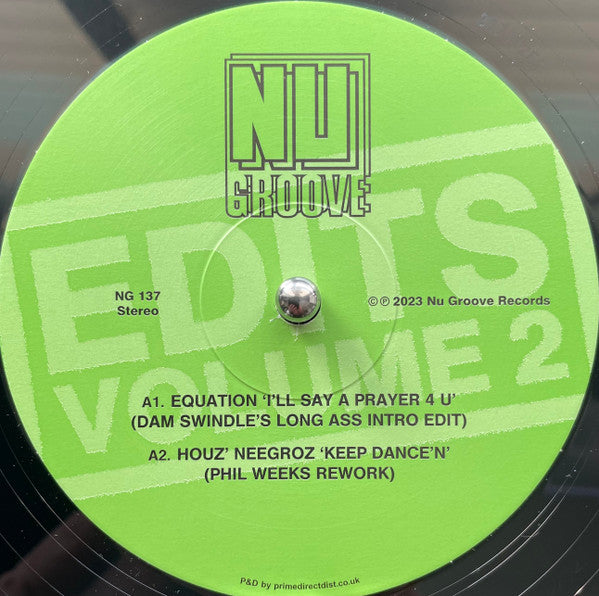 NU
GROOVE
EDITS
VOLUME 2
NG 137
Stereo
©℗ 2023 Nu Groove Records
A1. EQUATION ‘I’LL SAY A PRAYER 4 U’
(DAM SWINDLE’S LONG ASS INTRO EDIT)
A2. HOUZ’ NEEGROZ ‘KEEP DANCE’N’
(PHIL WEEKS REWORK)
P&D by primedirectdist.co.uk